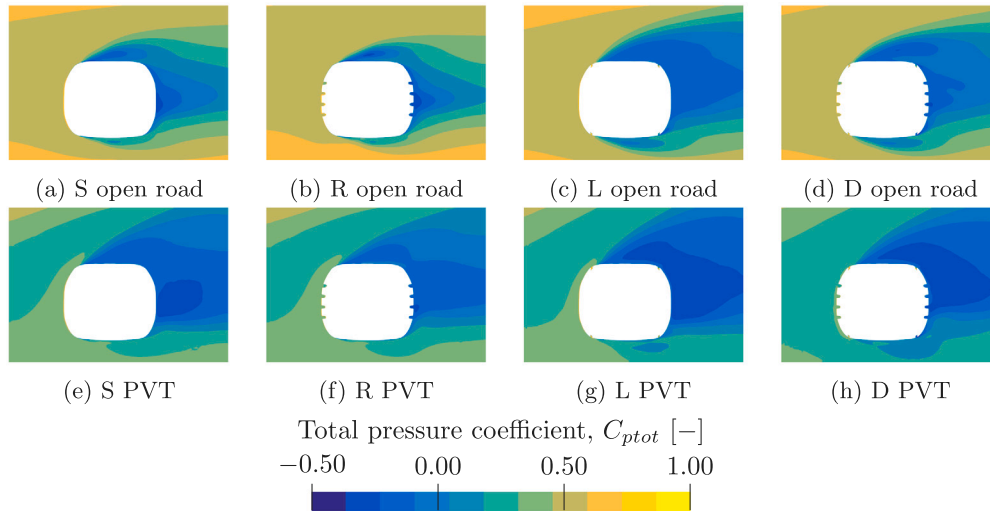 (a) S open road (b) R open road (c) L open road (d) D open road
(e) S PVT (f) R PVT (g) L PVT (h) D PVT
Total pressure coefficient, C_{ptot} [−]
−0.50 0.00 0.50 1.00